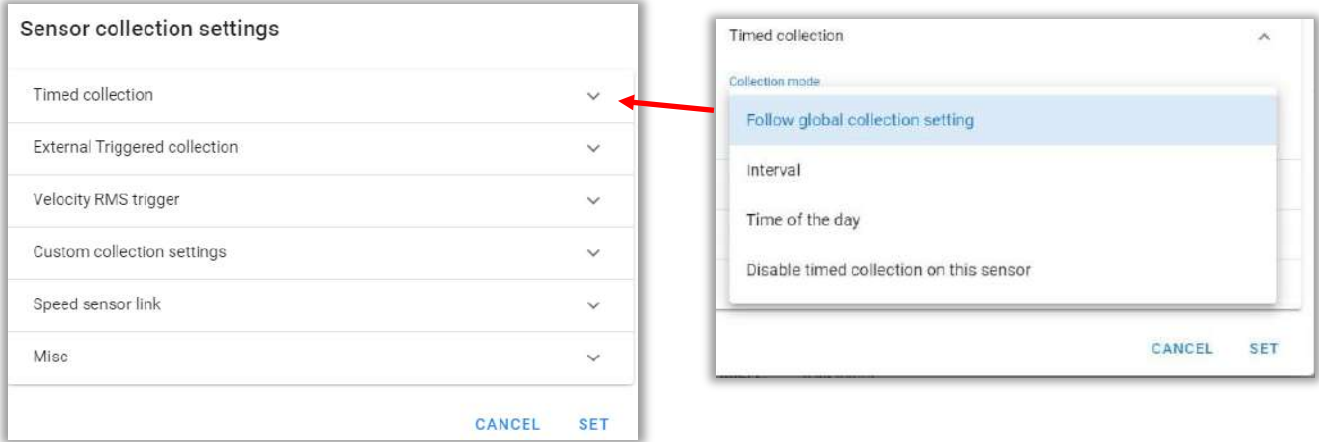 Sensor collection settings
Timed collection
External Triggered collection
Velocity RMS trigger
Custom collection settings
Speed sensor link
Misc
CANCEL SET
Timed collection
Collection mode
Follow global collection setting
Interval
Time of the day
Disable timed collection on this sensor
CANCEL SET